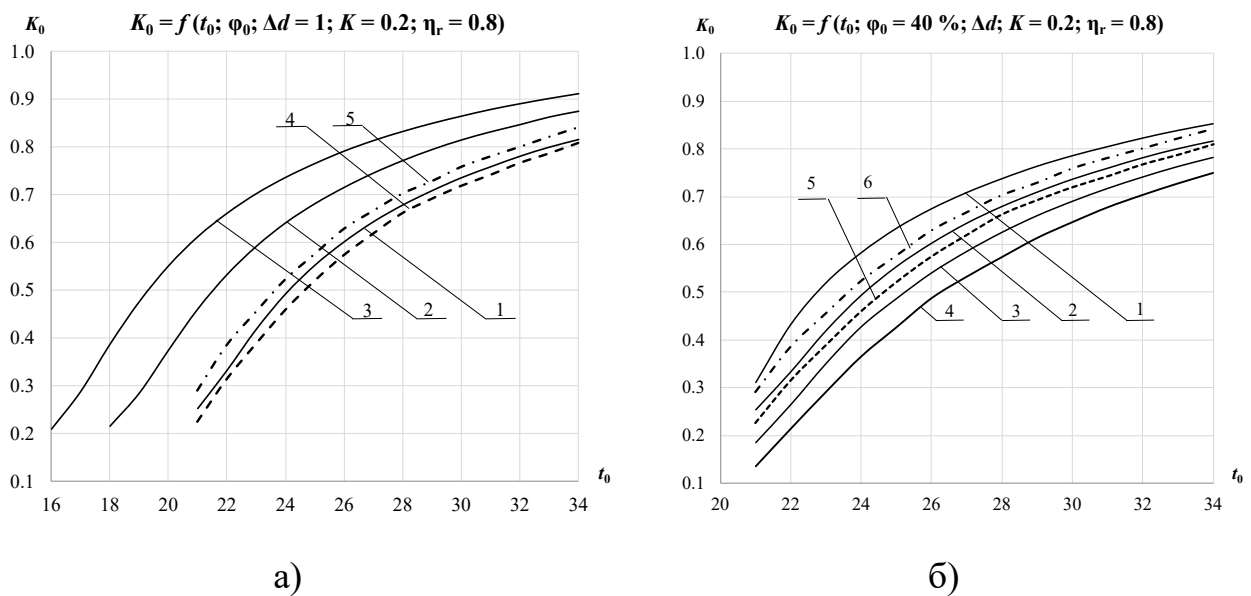 K₀ K₀ = f (t₀; φ₀; Δd = 1; K = 0.2; ηᵣ = 0.8)
1.0
0.9
0.8
0.7
0.6
0.5
0.4
0.3
0.2
0.1
4 5
3 2 1
t₀
16 18 20 22 24 26 28 30 32 34
а)
K₀ K₀ = f (t₀; φ₀ = 40 %; Δd; K = 0.2; ηᵣ = 0.8)
1.0
0.9
0.8
0.7
0.6
0.5
0.4
0.3
0.2
0.1
5 6
4 3 2 1
t₀
20 22 24 26 28 30 32 34
б)